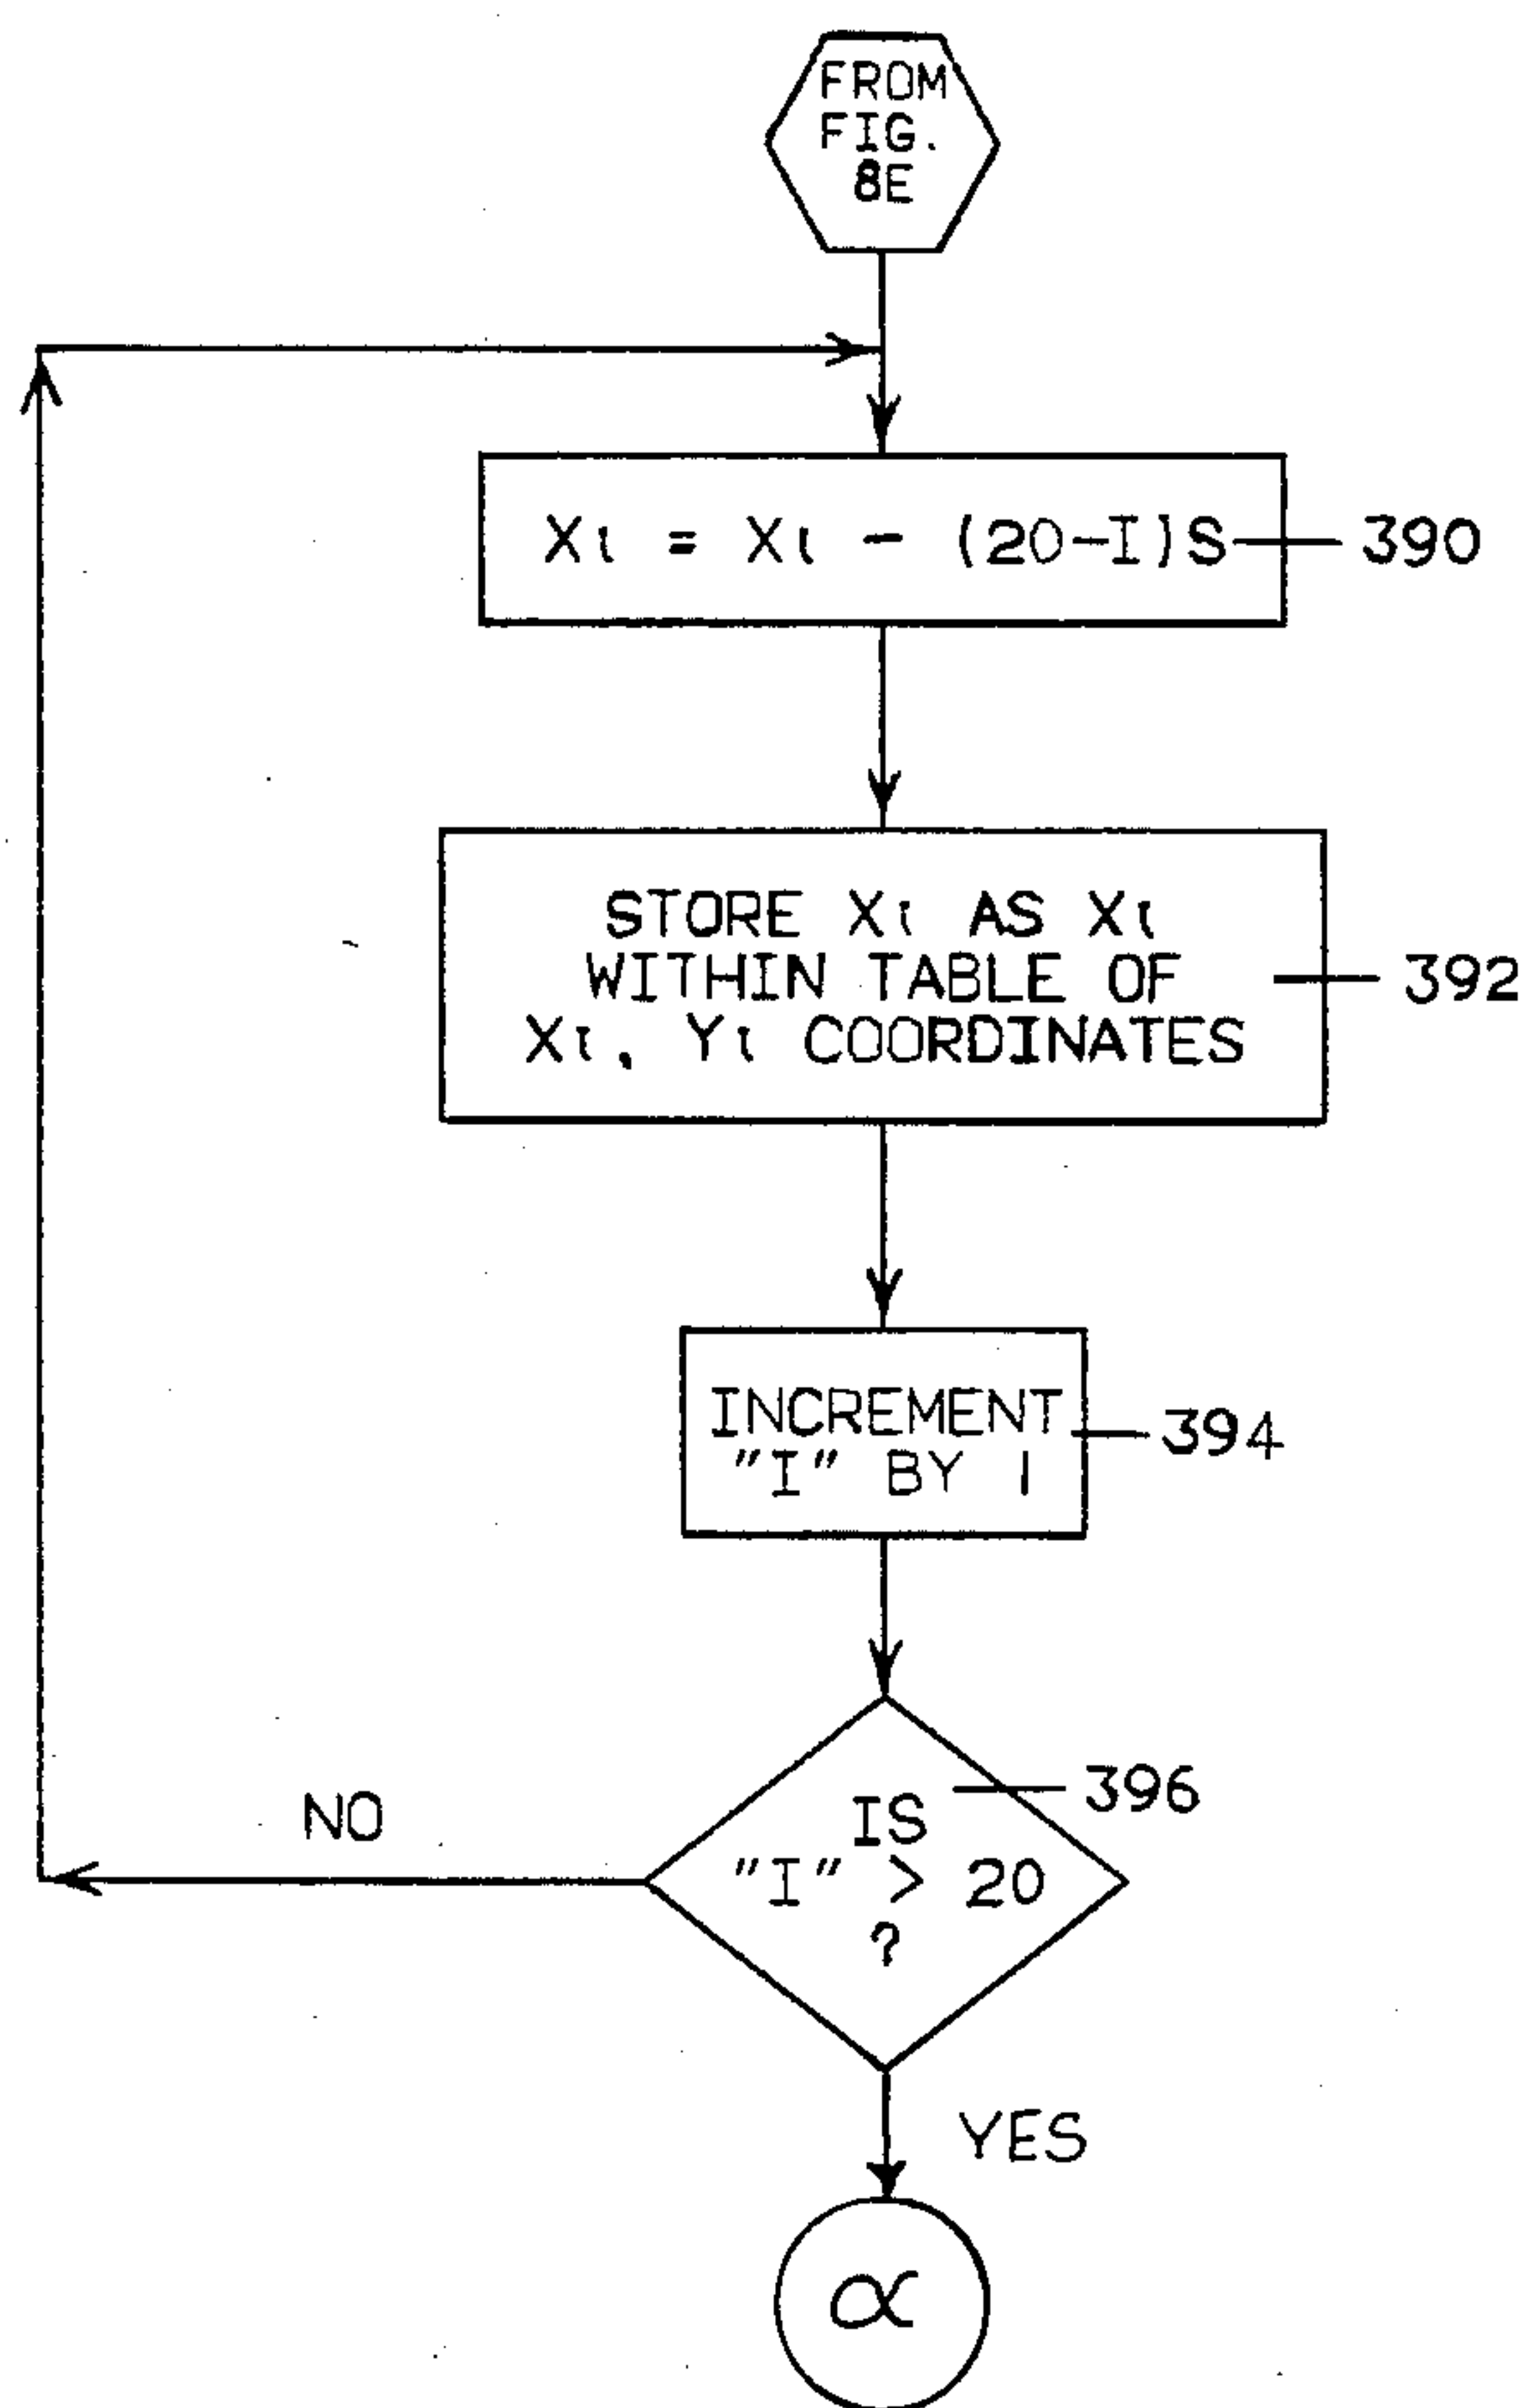 FROM
FIG.
8E
Xι = Xι - (20-I)S
390
STORE Xι AS Xι
WITHIN TABLE OF
Xι, Yι COORDINATES
392
INCREMENT
"I" BY 1
394
396
IS
"I" > 20
?
NO
YES
α